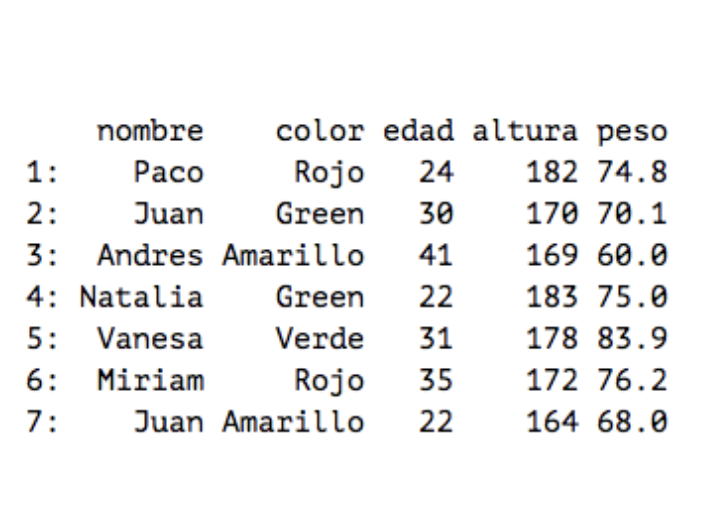 nombre color edad altura peso
1: Paco Rojo 24 182 74.8
2: Juan Green 30 170 70.1
3: Andres Amarillo 41 169 60.0
4: Natalia Green 22 183 75.0
5: Vanesa Verde 31 178 83.9
6: Miriam Rojo 35 172 76.2
7: Juan Amarillo 22 164 68.0